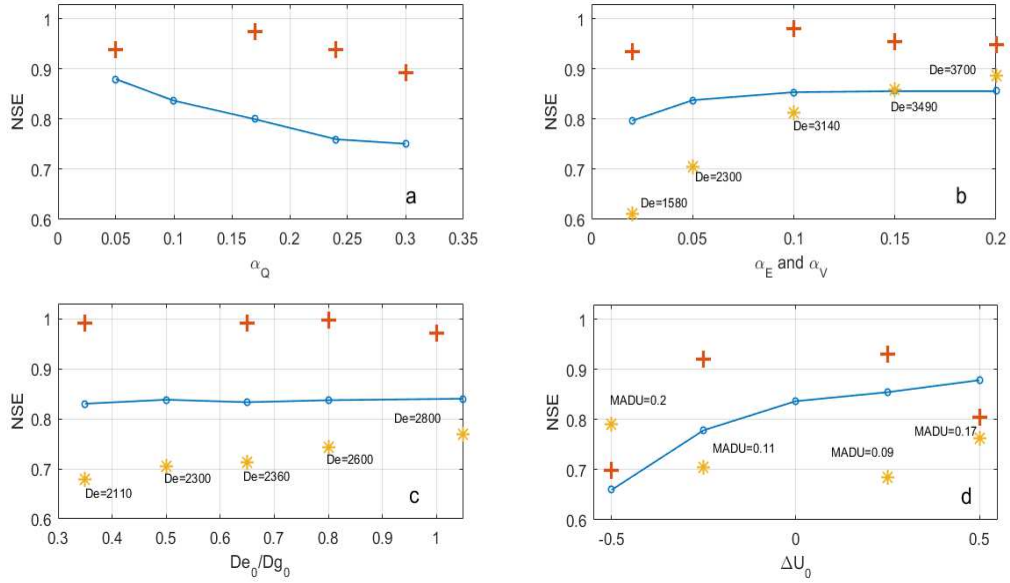 1
0.9
0.8
0.7
0.6
NSE
a
0 0.05 0.1 0.15 0.2 0.25 0.3 0.35
α_Q
1
0.9
0.8
0.7
0.6
NSE
De=3700
De=3490
De=3140
De=2300
De=1580
b
0 0.05 0.1 0.15 0.2
α_E and α_V
1
0.9
0.8
0.7
0.6
NSE
De=2800
De=2600
De=2360
De=2300
De=2110
c
0.3 0.4 0.5 0.6 0.7 0.8 0.9 1
De_0/Dg_0
1
0.9
0.8
0.7
0.6
NSE
MADU=0.2
MADU=0.17
MADU=0.11
MADU=0.09
d
-0.5 0 0.5
ΔU_0